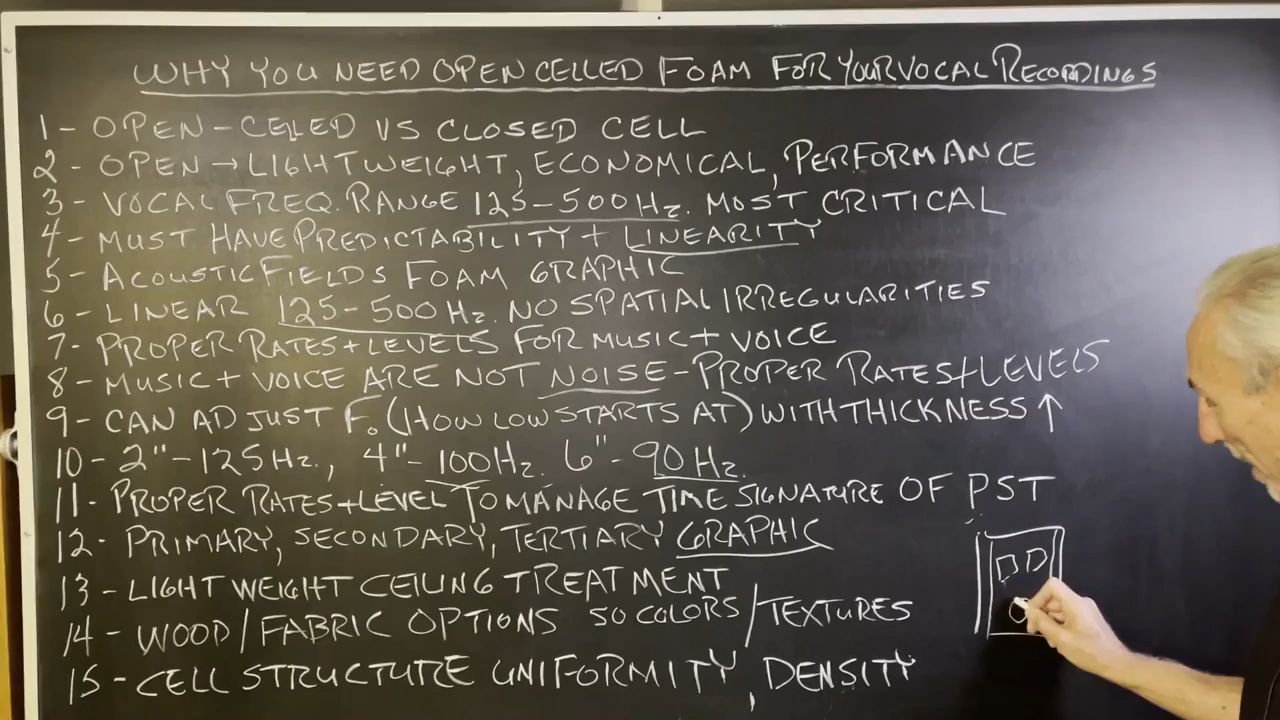 WHY YOU NEED OPEN CELLED FOAM FOR YOUR VOCAL RECORDINGS
1 - OPEN-CELLED VS CLOSED CELL
2 - OPEN → LIGHTWEIGHT, ECONOMICAL, PERFORMANCE
3 - VOCAL FREQ. RANGE 125-500 Hz. MOST CRITICAL
4 - MUST HAVE PREDICTABILITY + LINEARITY
5 - ACOUSTIC FIELDS FOAM GRAPHIC
6 - LINEAR 125-500 Hz. NO SPATIAL IRREGULARITIES
7 - PROPER RATES + LEVELS FOR MUSIC + VOICE
8 - MUSIC + VOICE ARE NOT NOISE - PROPER RATES + LEVELS
9 - CAN ADJUST F₀ (HOW LOW STARTS AT) WITH THICKNESS ↑
10 - 2" - 125 Hz., 4" - 100 Hz. 6" - 90 Hz.
11 - PROPER RATES + LEVEL TO MANAGE TIME SIGNATURE OF PST
12 - PRIMARY, SECONDARY, TERTIARY GRAPHIC
13 - LIGHT WEIGHT CEILING TREATMENT
14 - WOOD / FABRIC OPTIONS 50 COLORS / TEXTURES
15 - CELL STRUCTURE UNIFORMITY, DENSITY